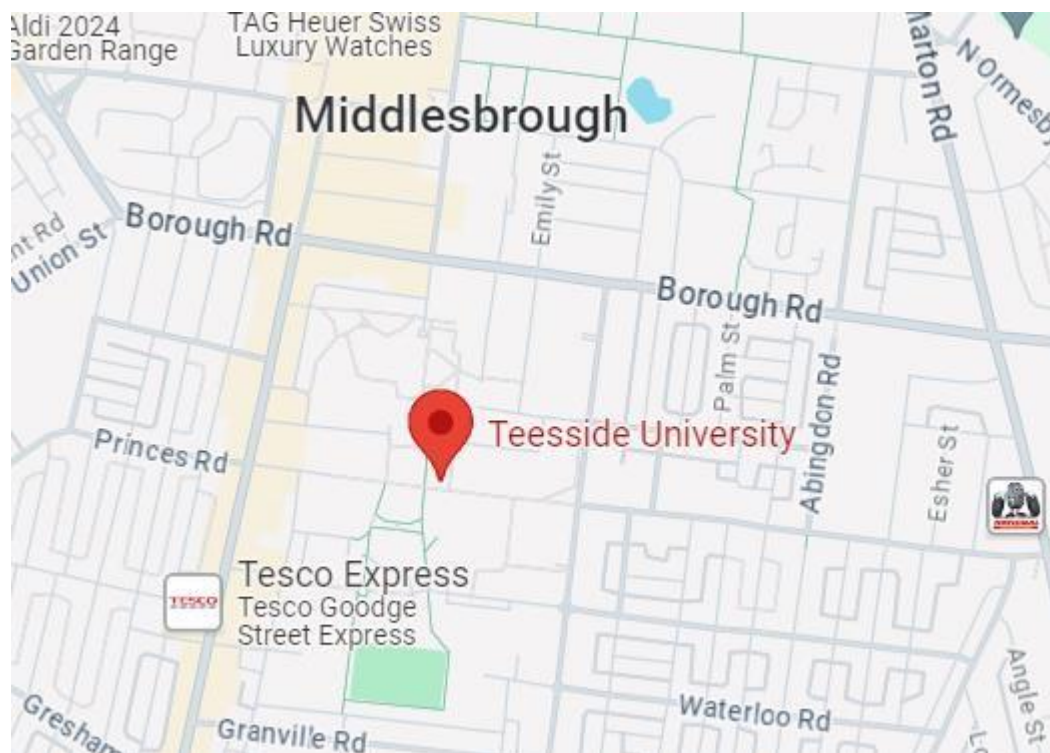 Aldi 2024
Garden Range
TAG Heuer Swiss
Luxury Watches
Marton Rd
N Ormesby
Middlesbrough
Emily St
Borough Rd
nt Rd
Union St
Borough Rd
Palm St
Abingdon Rd
Princes Rd
Teesside University
Esher St
Tesco Express
TESCO
Tesco Goodge
Street Express
Angle St
Waterloo Rd
Gresham
Granville Rd